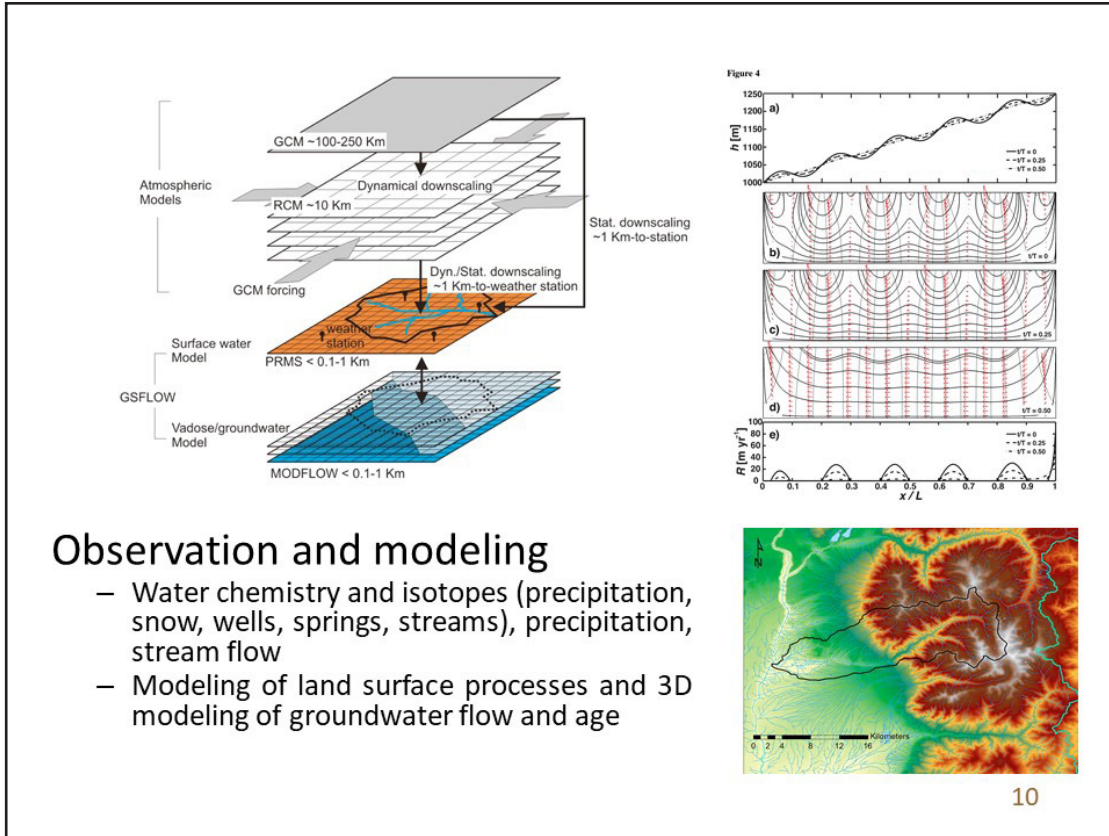 GCM ~100-250 Km
Dynamical downscaling
Atmospheric
Models
RCM ~10 Km
Stat. downscaling
~1 Km-to-station
Dyn./Stat. downscaling
~1 Km-to-weather station
GCM forcing
weather
station
Surface water
Model
PRMS < 0.1-1 Km
GSFLOW
Vadose/groundwater
Model
MODFLOW < 0.1-1 Km
Figure 4
a)
1250
1200
1150
1100
1050
1000
h [m]
t/T = 0
t/T = 0.25
t/T = 0.50
b)
t/T = 0
c)
t/T = 0.25
d)
t/T = 0.50
e)
100
80
60
40
20
0
R [m yr⁻¹]
t/T = 0
t/T = 0.25
t/T = 0.50
0 0.1 0.2 0.3 0.4 0.5 0.6 0.7 0.8 0.9 1
x / L
Observation and modeling
– Water chemistry and isotopes (precipitation,
snow, wells, springs, streams), precipitation,
stream flow
– Modeling of land surface processes and 3D
modeling of groundwater flow and age
N
Kilometers
0 2 4 8 12 16
10